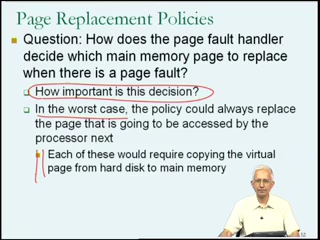 Page Replacement Policies
Question: How does the page fault handler
decide which main memory page to replace
when there is a page fault?
How important is this decision?
In the worst case, the policy could always replace
the page that is going to be accessed by the
processor next
Each of these would require copying the virtual
page from hard disk to main memory